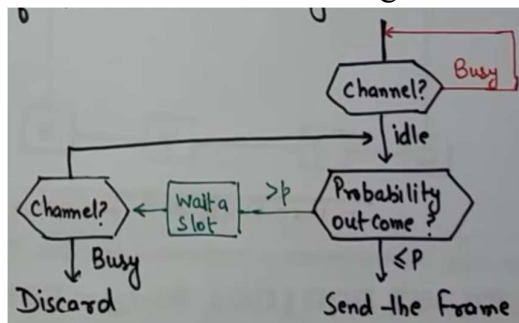 Busy
Channel?
idle
Channel?
Wait a
Slot
>p
Probability
outcome?
Busy
≤P
Discard
Send the Frame